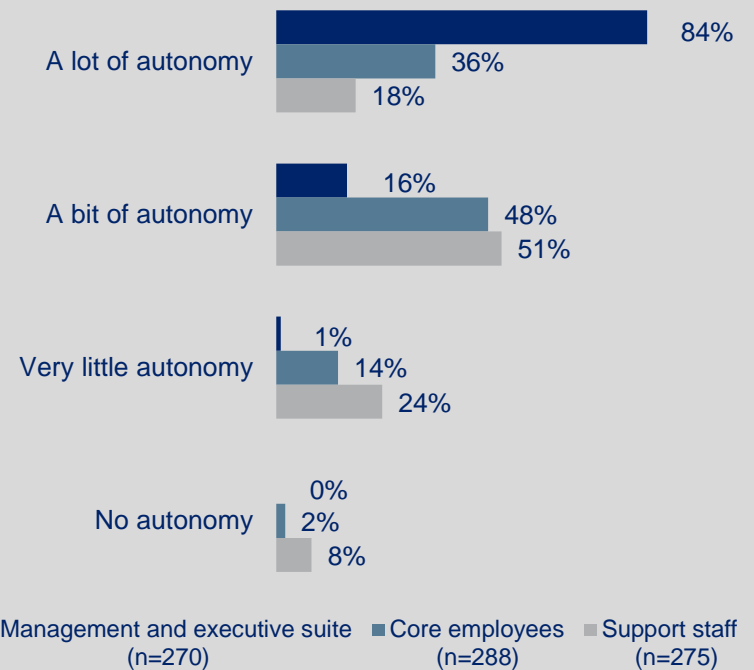 84%
A lot of autonomy
36%
18%
16%
A bit of autonomy
48%
51%
1%
Very little autonomy
14%
24%
0%
No autonomy
2%
8%
Management and executive suite Core employees Support staff
(n=270) (n=288) (n=275)